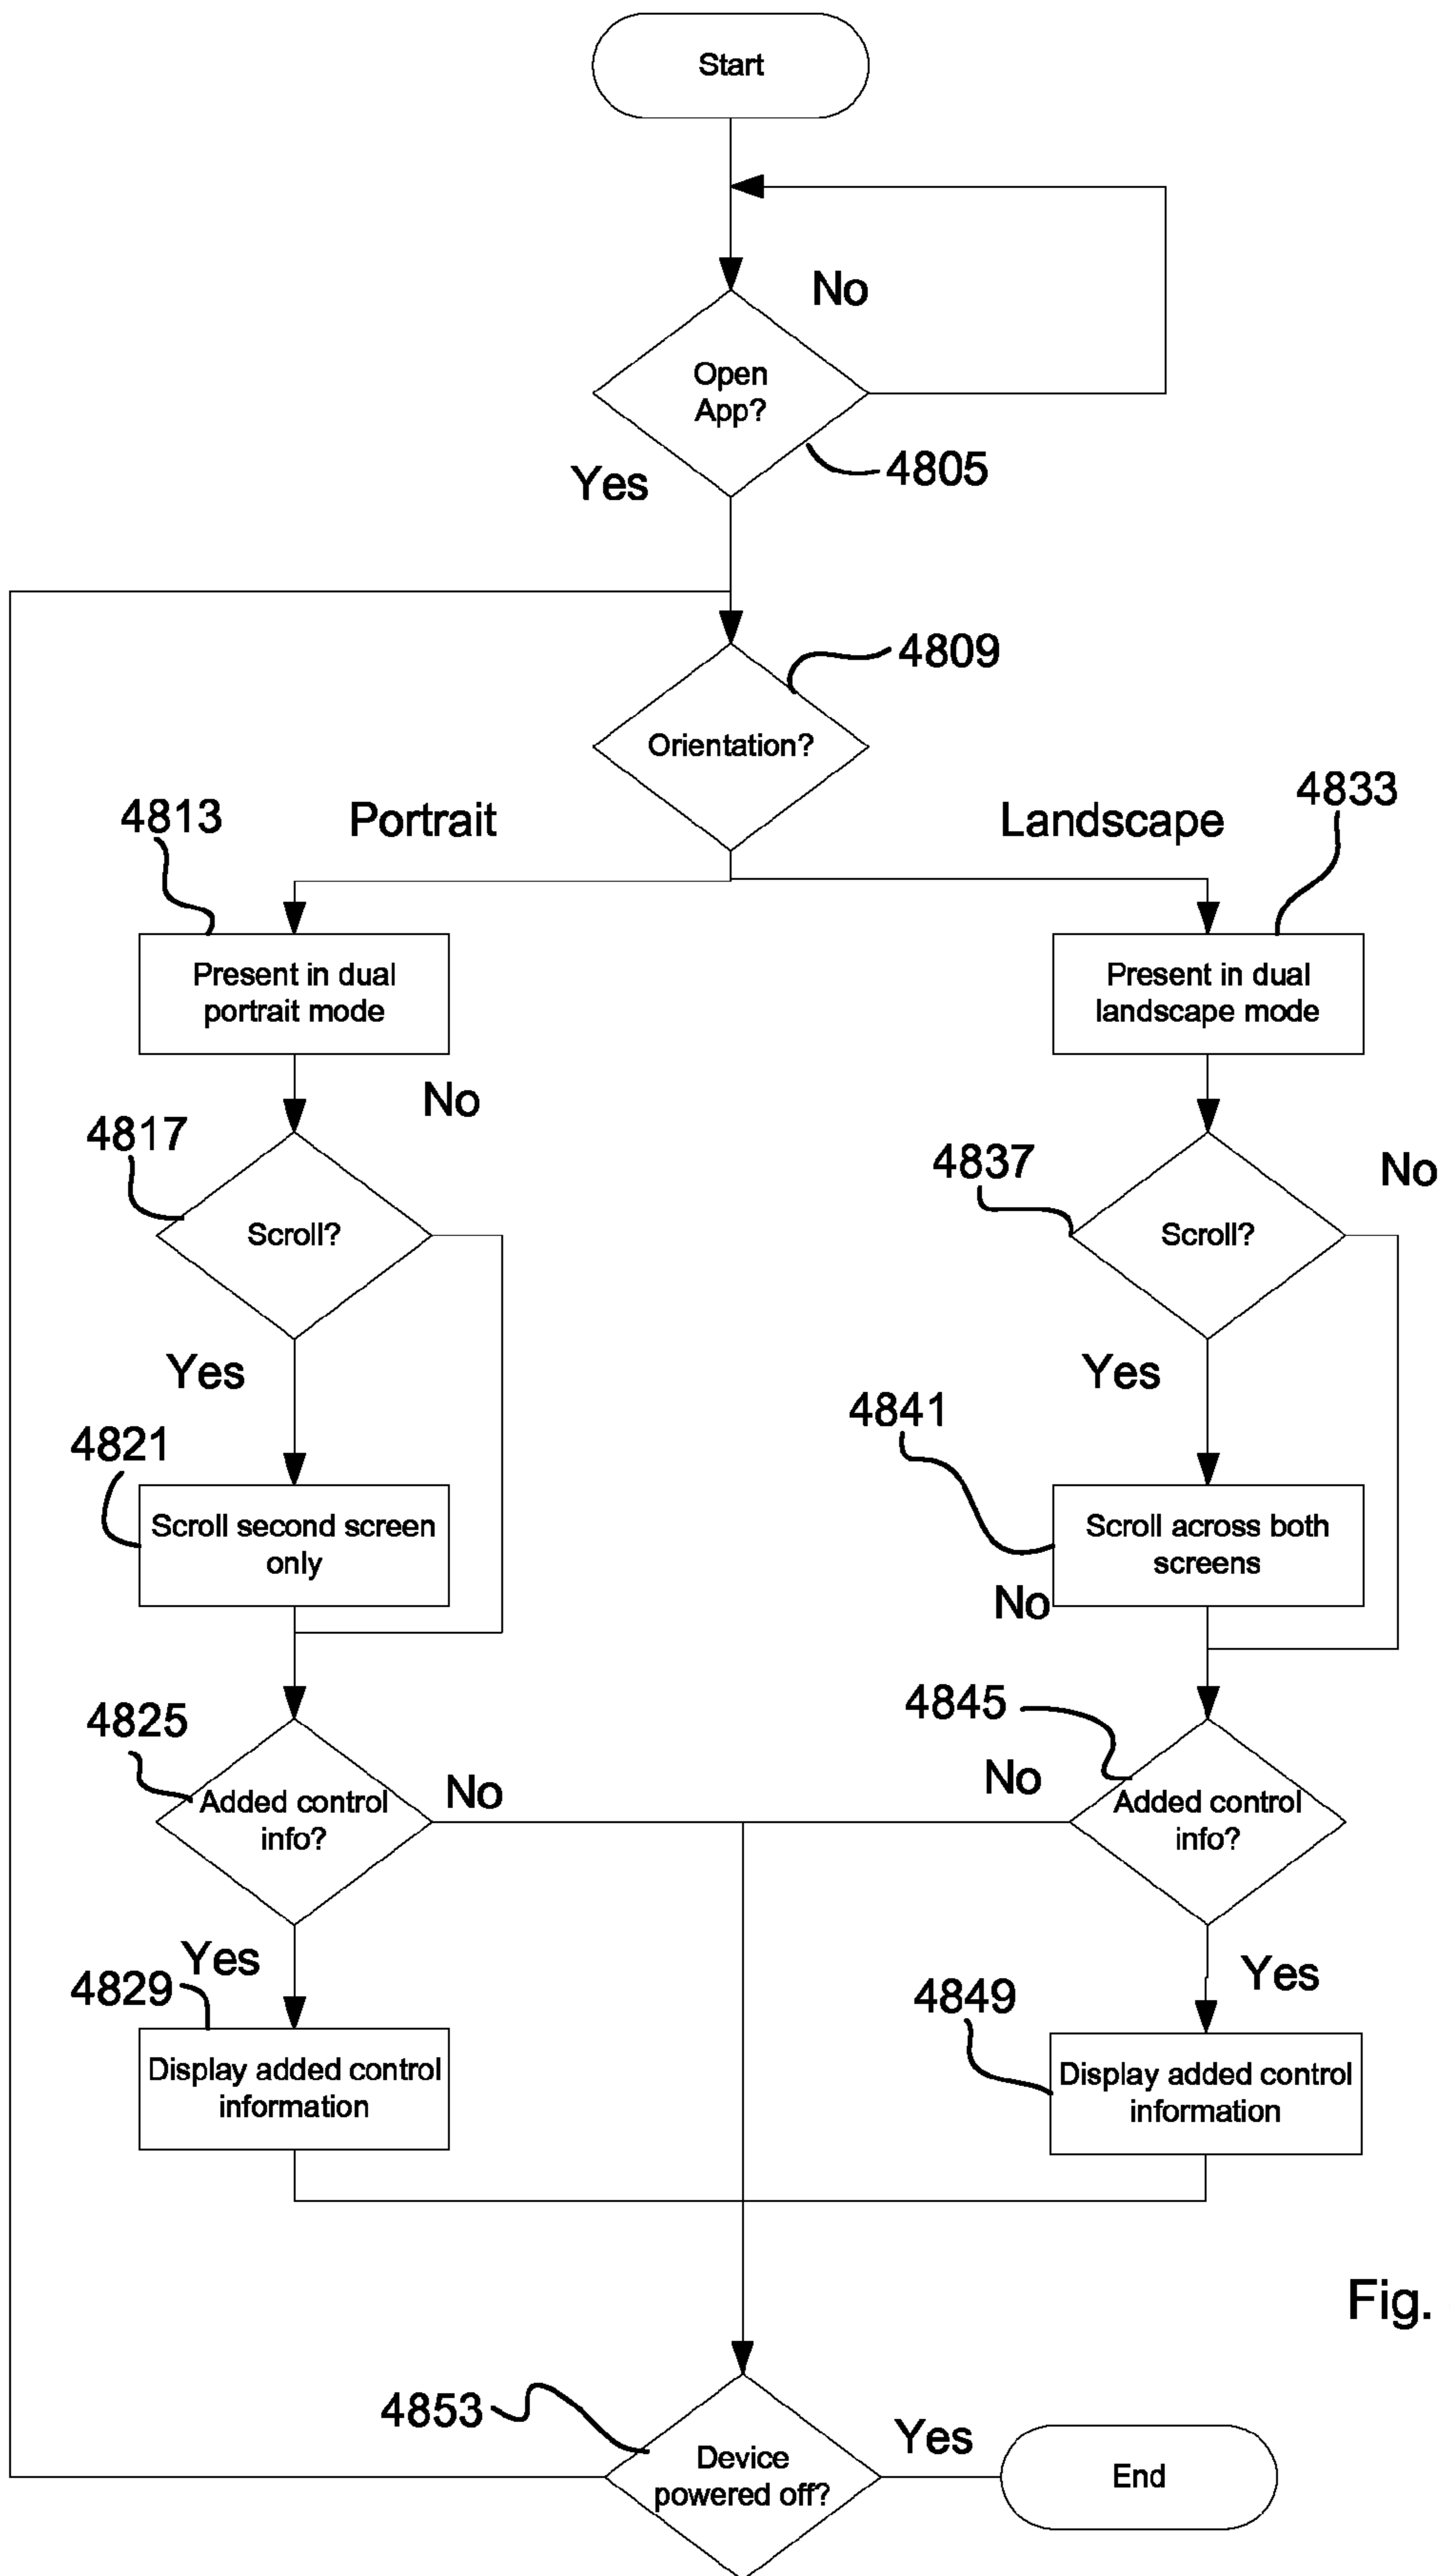 Start
No
Open
App?
Yes
4805
4809
Orientation?
4813
Portrait
Landscape
4833
Present in dual
portrait mode
Present in dual
landscape mode
No
4817
4837
No
Scroll?
Scroll?
Yes
Yes
4821
4841
Scroll second screen
only
Scroll across both
screens
No
4825
4845
No
No
Added control
info?
Added control
info?
Yes
4829
Yes
4849
Display added control
information
Display added control
information
Fig.
4853
Yes
Device
powered off?
End